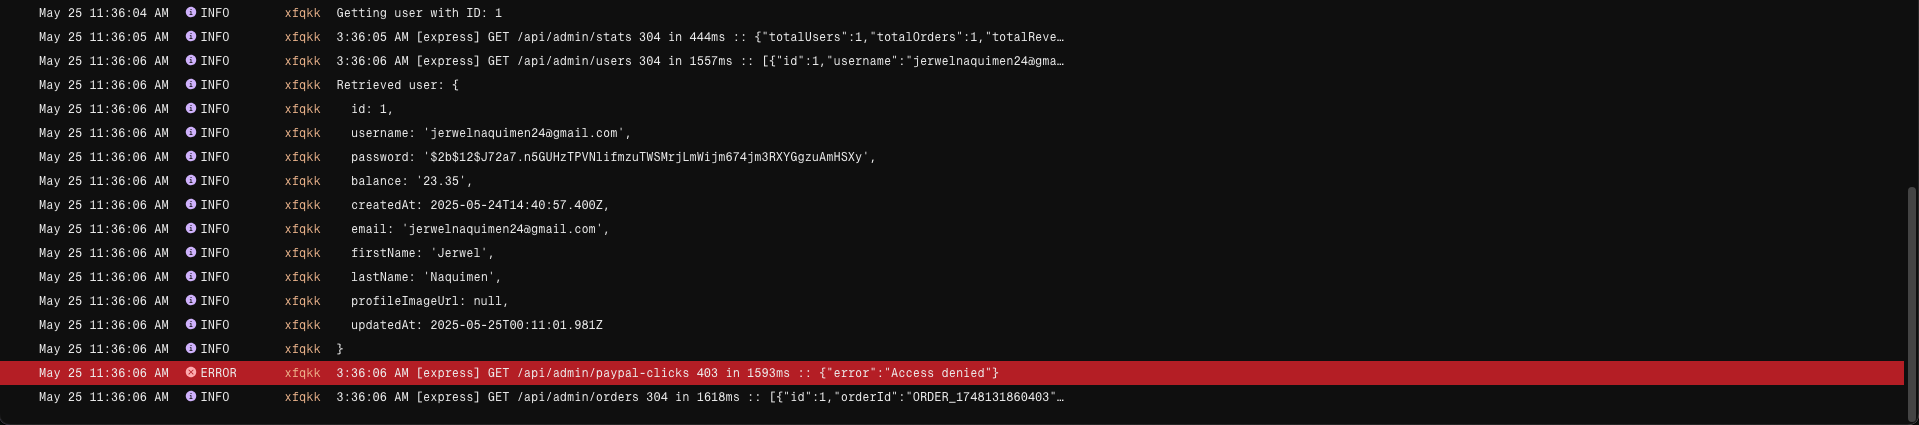 May 25 11:36:04 AM INFO xfqkk Getting user with ID: 1
May 25 11:36:05 AM INFO xfqkk 3:36:05 AM [express] GET /api/admin/stats 304 in 444ms :: {"totalUsers":1,"totalOrders":1,"totalReve…
May 25 11:36:06 AM INFO xfqkk 3:36:06 AM [express] GET /api/admin/users 304 in 1557ms :: [{"id":1,"username":"jerwelnaquimen24@gma…
May 25 11:36:06 AM INFO xfqkk Retrieved user: {
May 25 11:36:06 AM INFO xfqkk id: 1,
May 25 11:36:06 AM INFO xfqkk username: 'jerwelnaquimen24@gmail.com',
May 25 11:36:06 AM INFO xfqkk password: '$2b$12$J72a7.n5GUHzTPVNlifmzuTWSMrjLmWijm674jm3RXYGgzuAmHSXy',
May 25 11:36:06 AM INFO xfqkk balance: '23.35',
May 25 11:36:06 AM INFO xfqkk createdAt: 2025-05-24T14:40:57.400Z,
May 25 11:36:06 AM INFO xfqkk email: 'jerwelnaquimen24@gmail.com',
May 25 11:36:06 AM INFO xfqkk firstName: 'Jerwel',
May 25 11:36:06 AM INFO xfqkk lastName: 'Naquimen',
May 25 11:36:06 AM INFO xfqkk profileImageUrl: null,
May 25 11:36:06 AM INFO xfqkk updatedAt: 2025-05-25T00:11:01.981Z
May 25 11:36:06 AM INFO xfqkk }
May 25 11:36:06 AM ERROR xfqkk 3:36:06 AM [express] GET /api/admin/paypal-clicks 403 in 1593ms :: {"error":"Access denied"}
May 25 11:36:06 AM INFO xfqkk 3:36:06 AM [express] GET /api/admin/orders 304 in 1618ms :: [{"id":1,"orderId":"ORDER_1748131860403"…